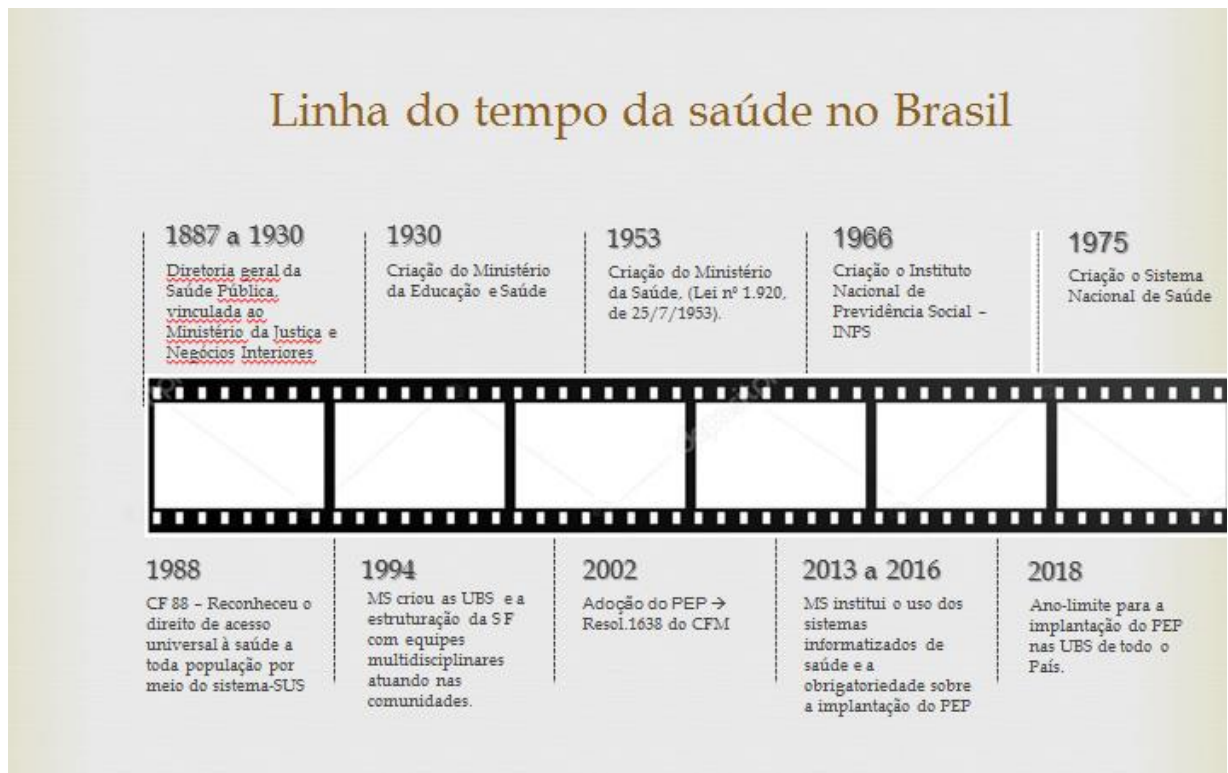 Linha do tempo da saúde no Brasil
1887 a 1930
Diretoria geral da
Saúde Pública,
vinculada ao
Ministério da Justiça e
Negócios Interiores
1930
Criação do Ministério
da Educação e Saúde
1953
Criação do Ministério
da Saúde, (Lei nº 1.920,
de 25/7/1953).
1966
Criação o Instituto
Nacional de
Previdência Social –
INPS
1975
Criação o Sistema
Nacional de Saúde
1988
CF 88 – Reconheceu o
direito de acesso
universal à saúde a
toda população por
meio do sistema-SUS
1994
MS criou as UBS e a
estruturação da SF
com equipes
multidisciplinares
atuando nas
comunidades.
2002
Adoção do PEP →
Resol.1638 do CFM
2013 a 2016
MS institui o uso dos
sistemas
informatizados de
saúde e a
obrigatoriedade sobre
a implantação do PEP
2018
Ano-limite para a
implantação do PEP
nas UBS de todo o
País.